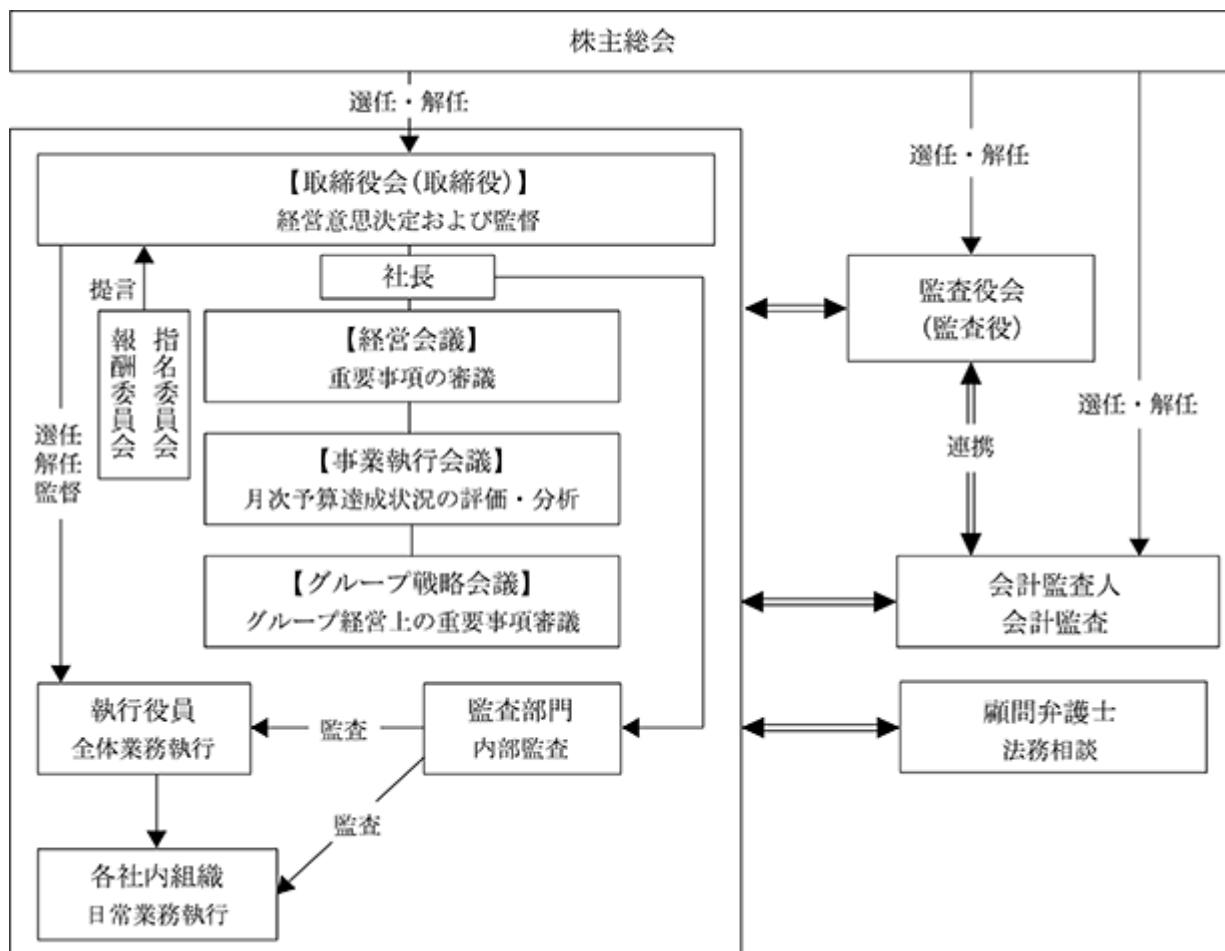 株主総会
選任・解任
選任・解任
【取締役会(取締役)】
経営意思決定および監督
社長
提言
指名委員会
報酬委員会
監査役会
(監査役)
【経営会議】
重要事項の審議
選任・解任
選任
解任
監督
連携
【事業執行会議】
月次予算達成状況の評価・分析
【グループ戦略会議】
グループ経営上の重要事項審議
会計監査人
会計監査
執行役員
全体業務執行
監査
監査部門
内部監査
顧問弁護士
法務相談
監査
各社内組織
日常業務執行